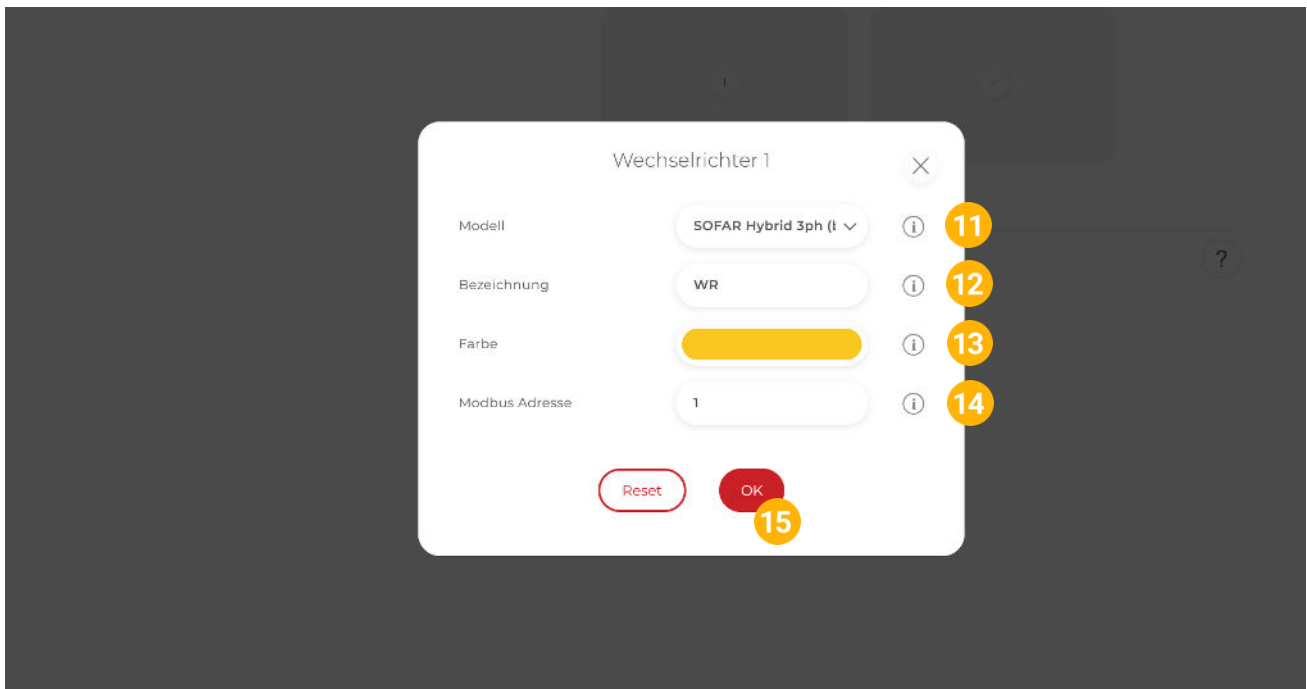 Wechselrichter 1
Modell SOFAR Hybrid 3ph (b 11
Bezeichnung WR 12
Farbe 13
Modbus Adresse 1 14
Reset OK
15
?